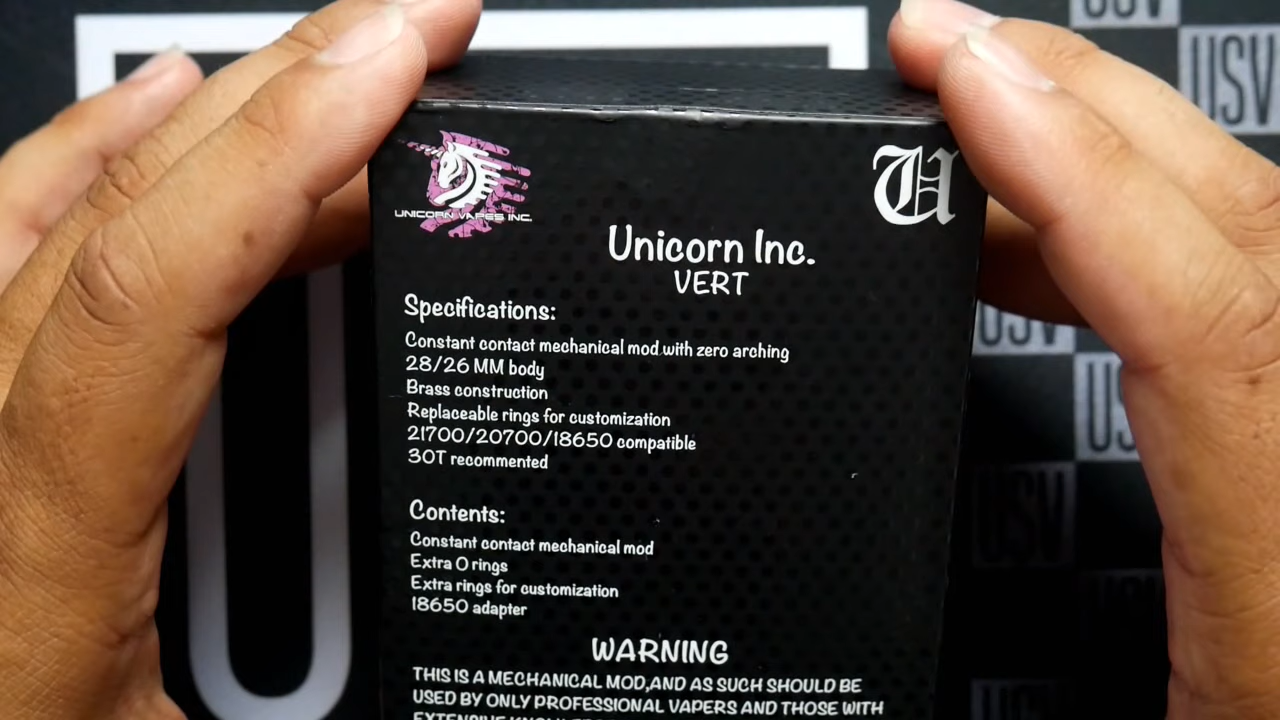 USV
USV
UNICORN VAPES INC.
U
Unicorn Inc.
VERT
Specifications:
Constant contact mechanical mod.with zero arching
28/26 MM body
Brass construction
Replaceable rings for customization
21700/20700/18650 compatible
30T recommented
Contents:
Constant contact mechanical mod
Extra O rings
Extra rings for customization
18650 adapter
WARNING
THIS IS A MECHANICAL MOD,AND AS SUCH SHOULD BE
USED BY ONLY PROFESSIONAL VAPERS AND THOSE WITH
USV
USV